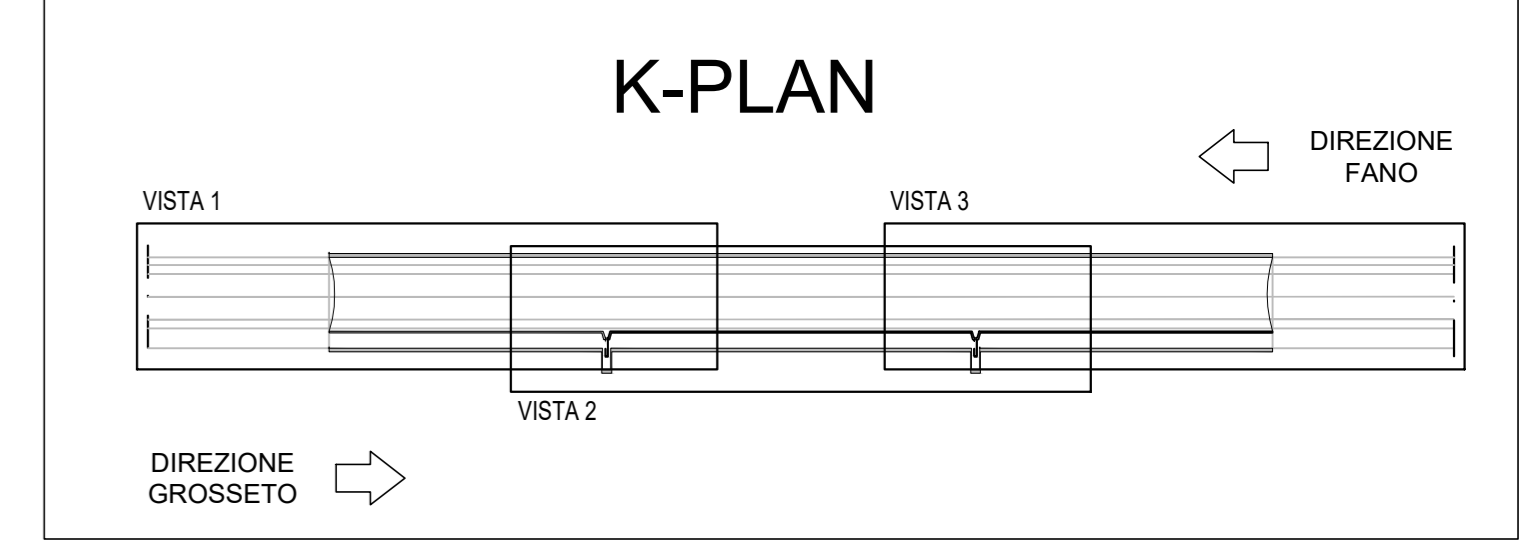 K-PLAN
DIREZIONE
FANO
VISTA 1
VISTA 3
VISTA 2
DIREZIONE
GROSSETO